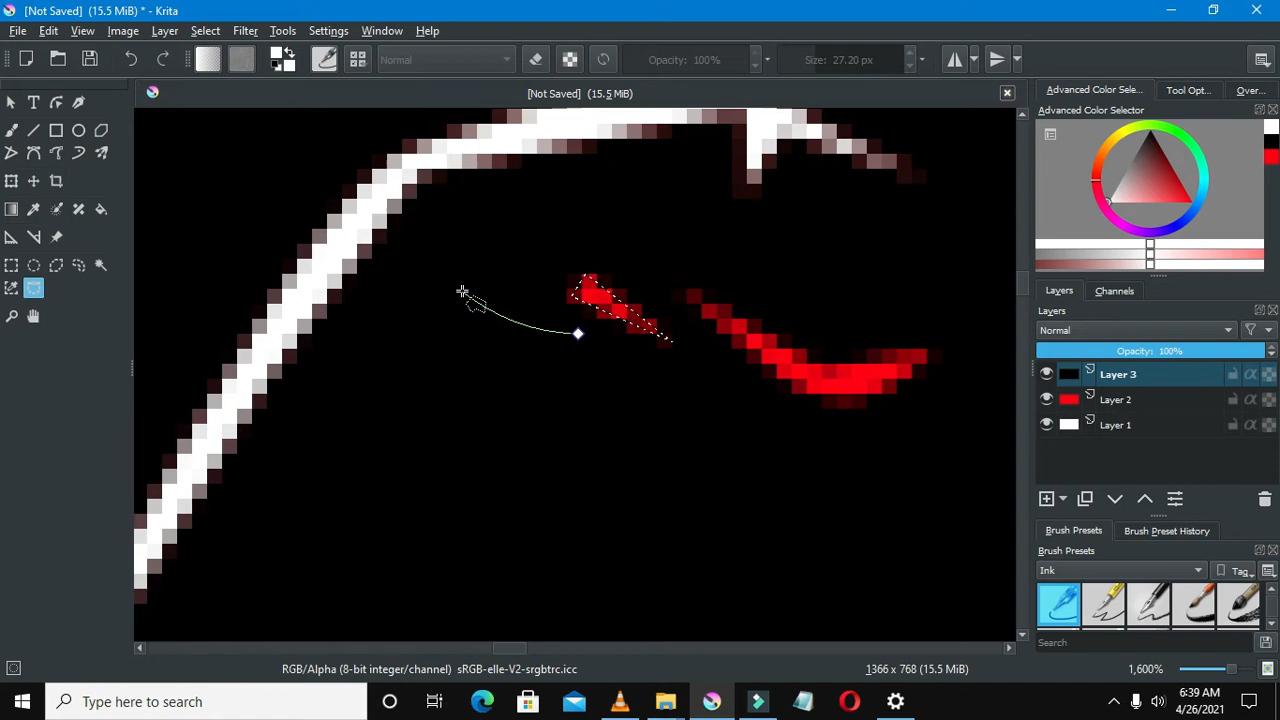 [Not Saved] (15.5 MiB) * - Krita
File Edit View Image Layer Select Filter Tools Settings Window Help
Normal Opacity: 100% Size: 27.20 px
[Not Saved] (15.5 MiB)
Advanced Color Sele... Tool Opt... Over...
Advanced Color Selector
Layers Channels
Layers
Normal
Opacity: 100%
Layer 3
Layer 2
Layer 1
Brush Presets Brush Preset History
Brush Presets
Ink Tag
Search
RGB/Alpha (8-bit integer/channel) sRGB-elle-V2-srgbtrc.icc 1366 x 768 (15.5 MiB) 1,600%
Type here to search
6:39 AM
4/26/2021